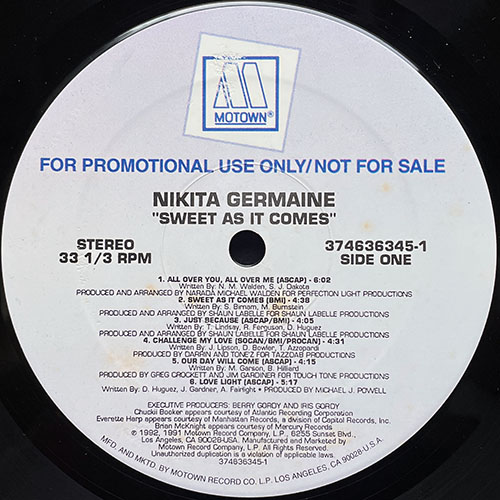 M
MOTOWN®
FOR PROMOTIONAL USE ONLY/NOT FOR SALE
NIKITA GERMAINE
"SWEET AS IT COMES"
STEREO
33 1/3 RPM
374636345-1
SIDE ONE
1. ALL OVER YOU, ALL OVER ME (ASCAP) - 6:02
Written By: N. M. Walden, S. J. Dakota
PRODUCED AND ARRANGED BY NARADA MICHAEL WALDEN FOR PERFECTION LIGHT PRODUCTIONS
2. SWEET AS IT COMES (BMI) - 4:38
Written By: S. Birnam, M. Burnstein
PRODUCED AND ARRANGED BY SHAUN LABELLE FOR SHAUN LABELLE PRODUCTIONS
3. JUST BECAUSE (ASCAP/BMI) - 4:05
Written By: T. Lindsay, R. Ferguson, D. Huguez
PRODUCED AND ARRANGED BY SHAUN LABELLE FOR SHAUN LABELLE PRODUCTIONS
4. CHALLENGE MY LOVE (SOCAN/BMI/PROCAN) - 4:31
Written By: J. Lipson, D. Bowler, T. Azzopardi
PRODUCED BY DARRYN AND TONE'Z FOR TAZZDAB PRODUCTIONS
5. OUR DAY WILL COME (ASCAP) - 4:15
Written By: M. Garson, B. Hilliard
PRODUCED BY GREG CROCKETT AND JIM GARDINER FOR TOUCH TONE PRODUCTIONS
6. LOVE LIGHT (ASCAP) - 5:17
Written By: D. Huguez, J. Gardner, A. Fairlight • PRODUCED BY MICHAEL J. POWELL
EXECUTIVE PRODUCERS: BERRY GORDY AND IRIS GORDY
Chuckii Booker appears courtesy of Atlantic Recording Corporation
Everette Harp appears courtesy of Manhattan Records, a division of Capitol Records, Inc.
Brian McKnight appears courtesy of Mercury Records
© 1992, 1991 Motown Record Company, L.P., 6255 Sunset Blvd.,
Los Angeles, CA 90028-USA. Manufactured and Marketed by
Motown Record Company, L.P. All Rights Reserved.
Unauthorized duplication is a violation of applicable laws.
374636345-1
MFD. AND MKTD. BY MOTOWN RECORD CO. L.P. LOS ANGELES, CA 90028-U.S.A.